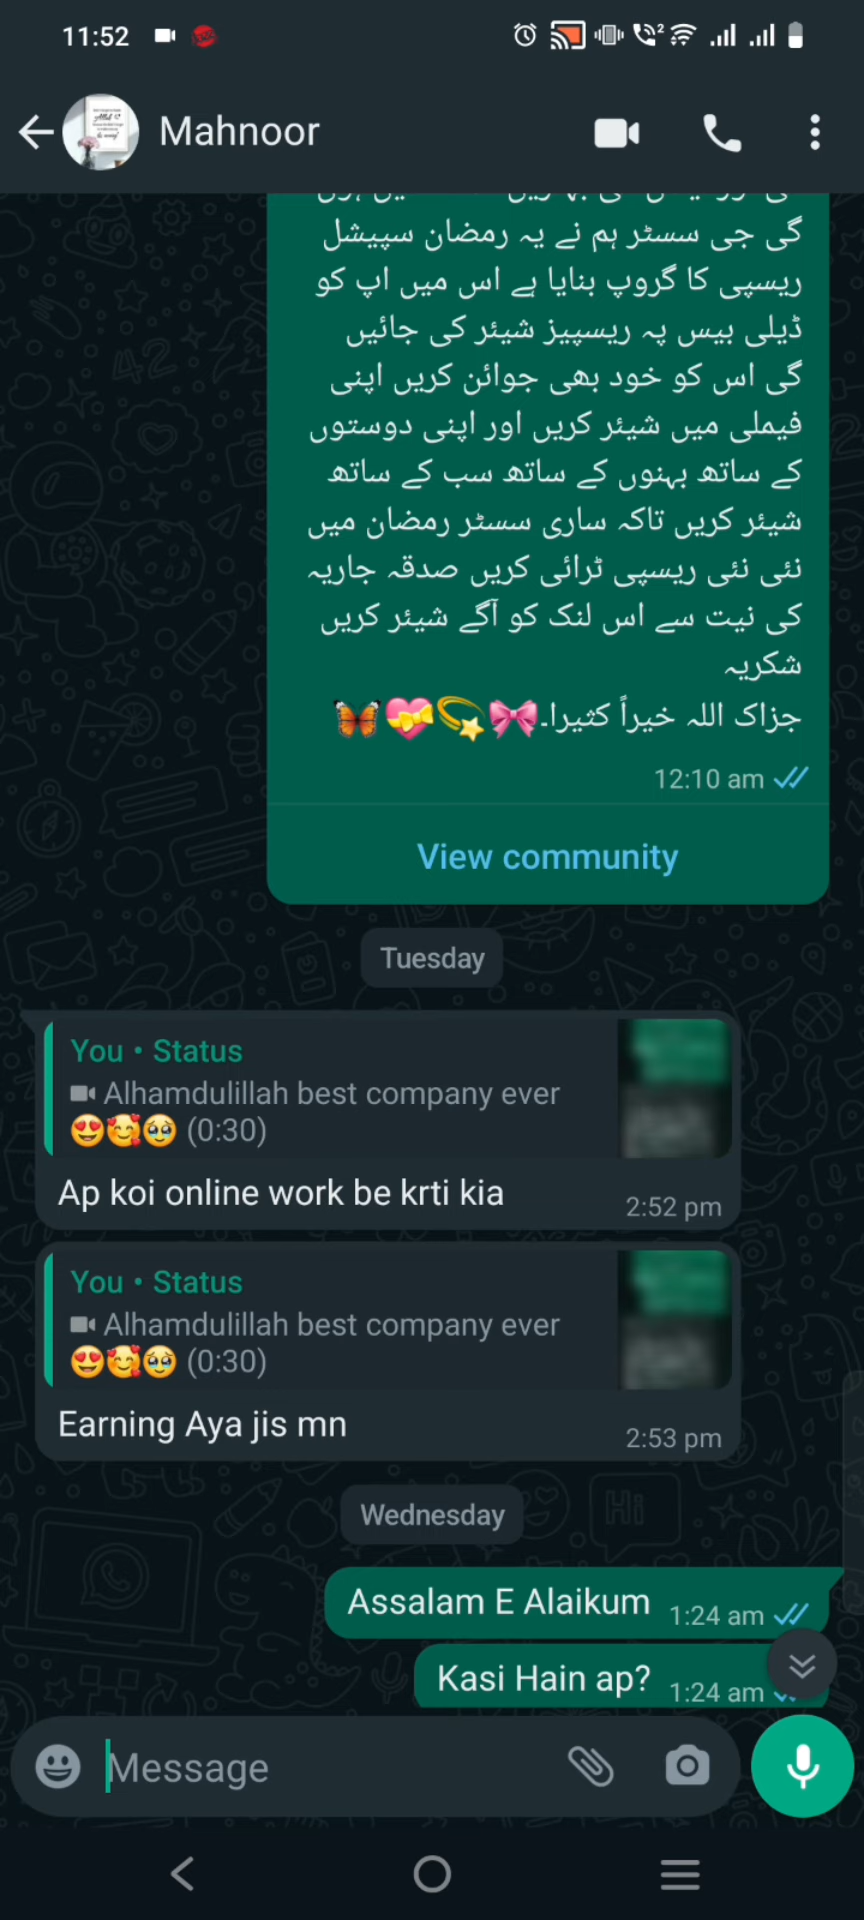 11:52
Mahnoor
گی جی سسٹر ہم نے یہ رمضان سپیشل
ریسپی کا گروپ بنایا ہے اس میں اپ کو
ڈیلی بیس پہ ریسپیز شیئر کی جائیں
گی اس کو خود بھی جوائن کریں اپنی
فیملی میں شیئر کریں اور اپنی دوستوں
کے ساتھ بہنوں کے ساتھ سب کے ساتھ
شیئر کریں تاکہ ساری سسٹر رمضان میں
نئی نئی ریسپی ٹرائی کریں صدقہ جاریہ
کی نیت سے اس لنک کو آگے شیئر کریں
شکریہ
جزاک اللہ خیراً کثیرا۔🎀💫💝🦋
12:10 am
View community
Tuesday
You • Status
Alhamdulillah best company ever
😍🥰🥹 (0:30)
Ap koi online work be krti kia
2:52 pm
You • Status
Alhamdulillah best company ever
😍🥰🥹 (0:30)
Earning Aya jis mn
2:53 pm
Wednesday
Assalam E Alaikum 1:24 am
Kasi Hain ap? 1:24 am
Message